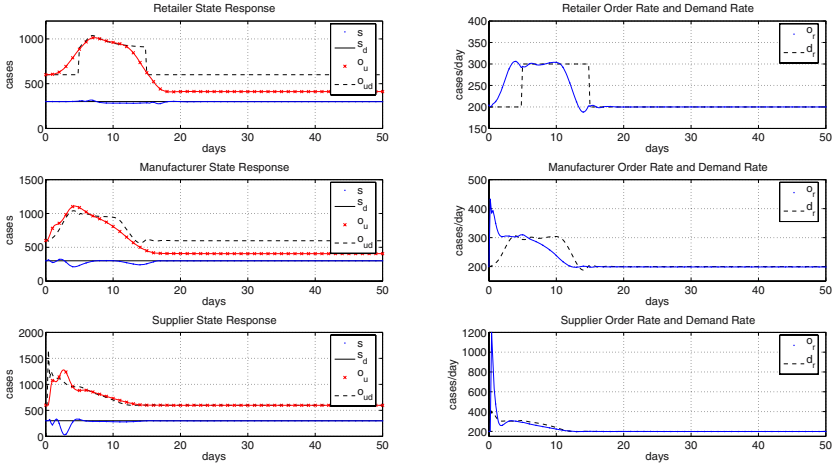 Retailer State Response
1000
500
0
cases
0 10 20 30 40 50
days
s
s_d
o_u
o_ud
Retailer Order Rate and Demand Rate
400
350
300
250
200
150
cases/day
0 10 20 30 40 50
days
o_r
d_r
Manufacturer State Response
1500
1000
500
0
cases
0 10 20 30 40 50
days
s
s_d
o_u
o_ud
Manufacturer Order Rate and Demand Rate
500
400
300
200
cases/day
0 10 20 30 40 50
days
o_r
d_r
Supplier State Response
2000
1500
1000
500
0
cases
0 10 20 30 40 50
days
s
s_d
o_u
o_ud
Supplier Order Rate and Demand Rate
1200
1000
800
600
400
200
cases/day
0 10 20 30 40 50
days
o_r
d_r